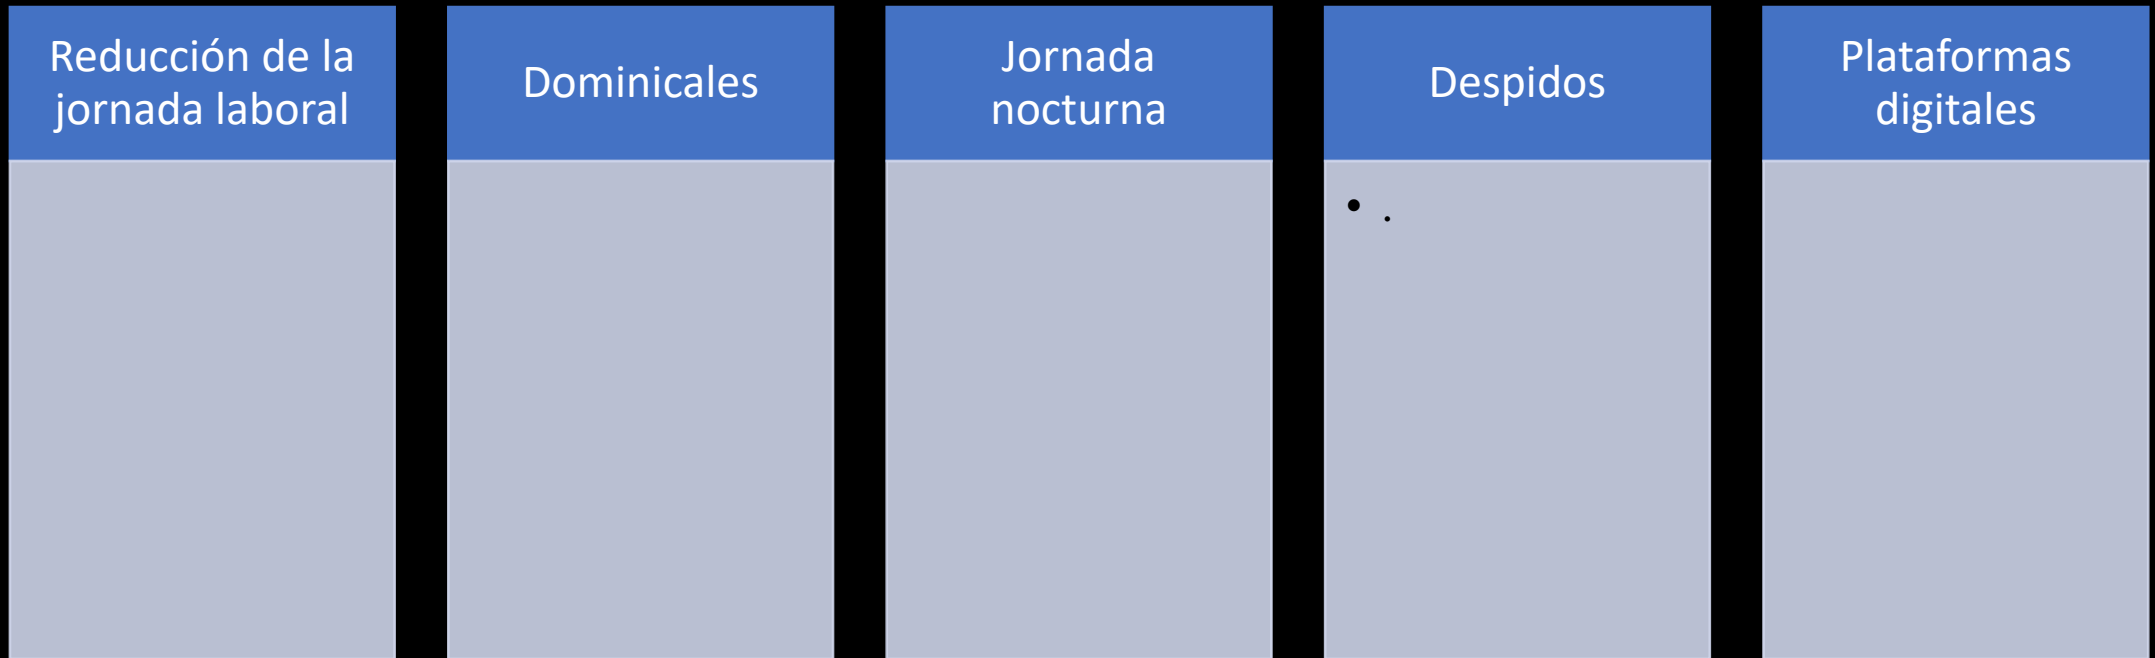 Reducción de la
jornada laboral
Dominicales
Jornada
nocturna
Despidos
• .
Plataformas
digitales